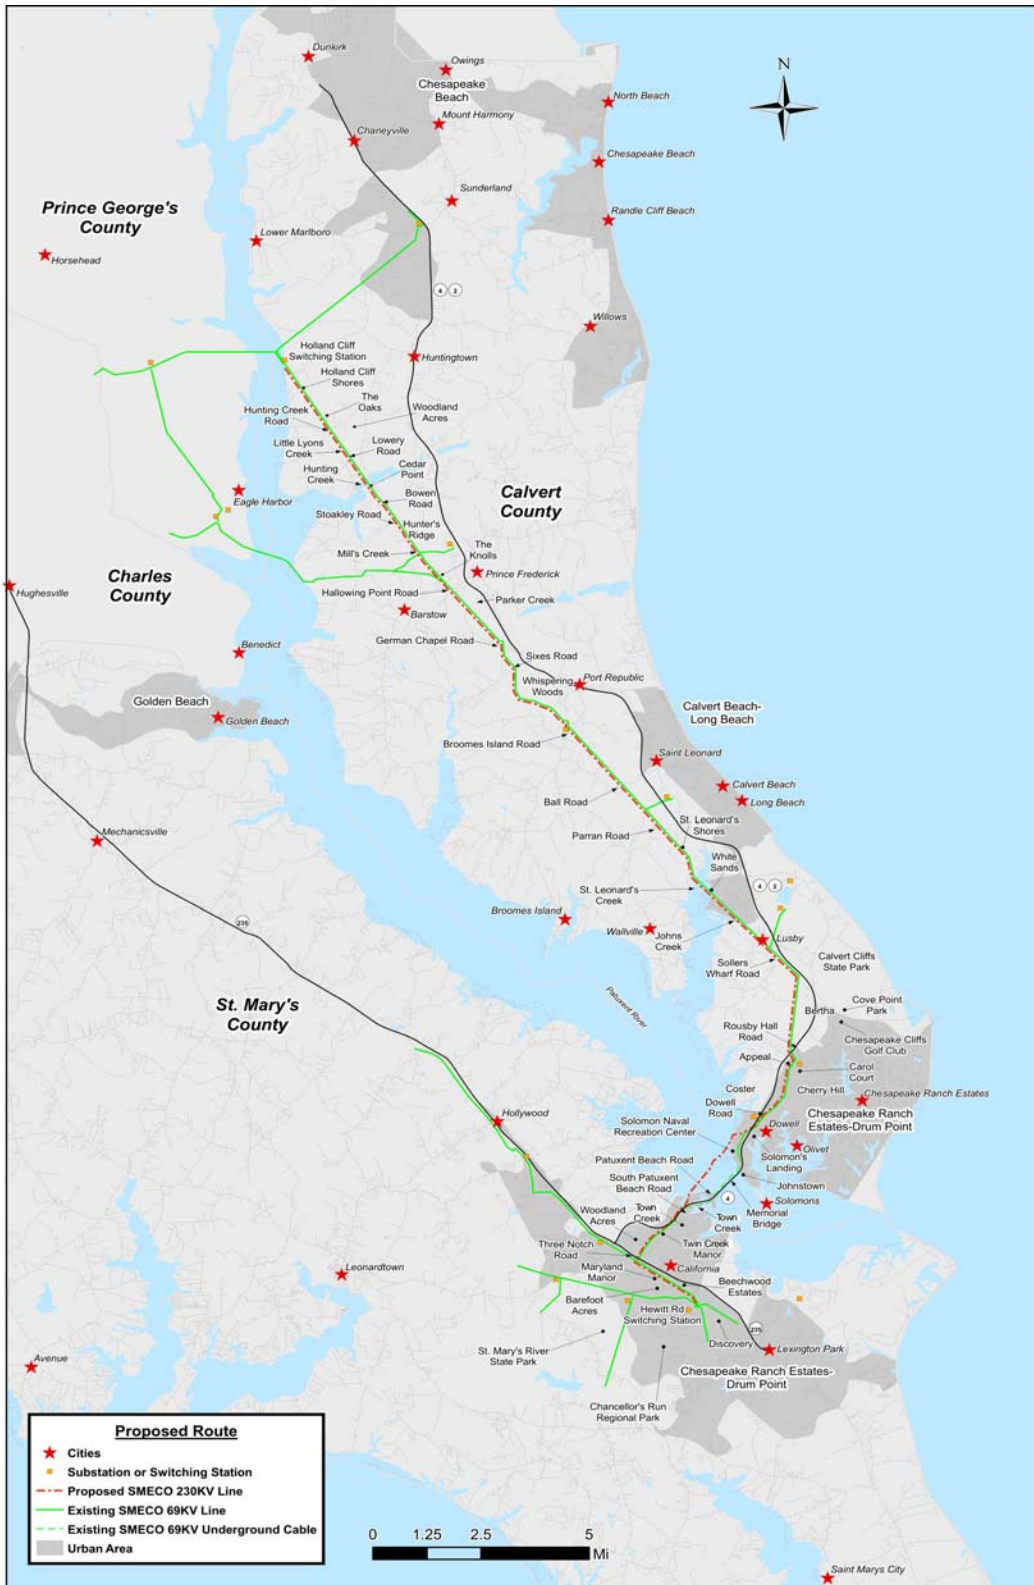 Dunkirk
Owings
Chesapeake
Beach
N
North Beach
Mount Harmony
Chaneyville
Chesapeake Beach
Sunderland
Prince George's
County
Randle Cliff Beach
Lower Marlboro
Horsehead
4 2
Willows
Holland Cliff
Switching Station
Huntingtown
Holland Cliff
Shores
The
Oaks
Hunting Creek
Road
Woodland
Acres
Little Lyons
Creek
Lowery
Road
Hunting
Creek
Cedar
Point
Eagle Harbor
Bowen
Road
Calvert
County
Stoakley Road
Hunter's
Ridge
Mill's Creek
The
Knolls
Prince Frederick
Charles
County
Hughesville
Hallowing Point Road
Parker Creek
Barstow
German Chapel Road
Benedict
Sixes Road
Whispering
Woods
Port Republic
Golden Beach
Golden Beach
Calvert Beach-
Long Beach
Broomes Island Road
Saint Leonard
Calvert Beach
Long Beach
Ball Road
Mechanicsville
Parran Road
St. Leonard's
Shores
White
Sands
4 2
St. Leonard's
Creek
235
Broomes Island
Wallville
Johns
Creek
Lusby
Sollers
Wharf Road
Calvert Cliffs
State Park
St. Mary's
County
Patuxent River
Bertha
Cove Point
Park
Rousby Hall
Road
Chesapeake Cliffs
Golf Club
Appeal
Carol
Court
Coster
Cherry Hill
Chesapeake Ranch Estates
Dowell
Road
Chesapeake Ranch
Estates-Drum Point
Hollywood
Solomon Naval
Recreation Center
Dowell
Olivet
Patuxent Beach Road
Solomon's
Landing
South Patuxent
Beach Road
Johnstown
4
Solomons
Woodland
Acres
Town
Creek
Town
Creek
Memorial
Bridge
Three Notch
Road
Twin Creek
Manor
Leonardtown
Maryland
Manor
California
Barefoot
Acres
Beechwood
Estates
Hewitt Rd
Switching Station
St. Mary's River
State Park
Discovery
235
Lexington Park
Avenue
Chesapeake Ranch Estates-
Drum Point
Chancellor's Run
Regional Park
Proposed Route
Cities
Substation or Switching Station
Proposed SMECO 230KV Line
Existing SMECO 69KV Line
Existing SMECO 69KV Underground Cable
Urban Area
0 1.25 2.5 5
Mi
Saint Marys City